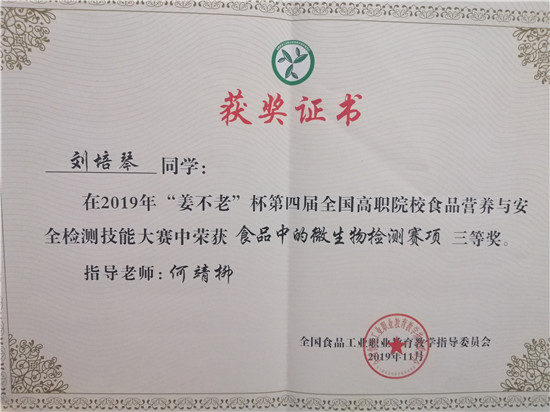 获奖证书
刘培琴 同学：
在2019年“姜不老”杯第四届全国高职院校食品营养与安
全检测技能大赛中荣获 食品中的微生物检测赛项 三等奖。
指导老师：何靖柳
全国食品工业职业教育教学指导委员会
2019年11月